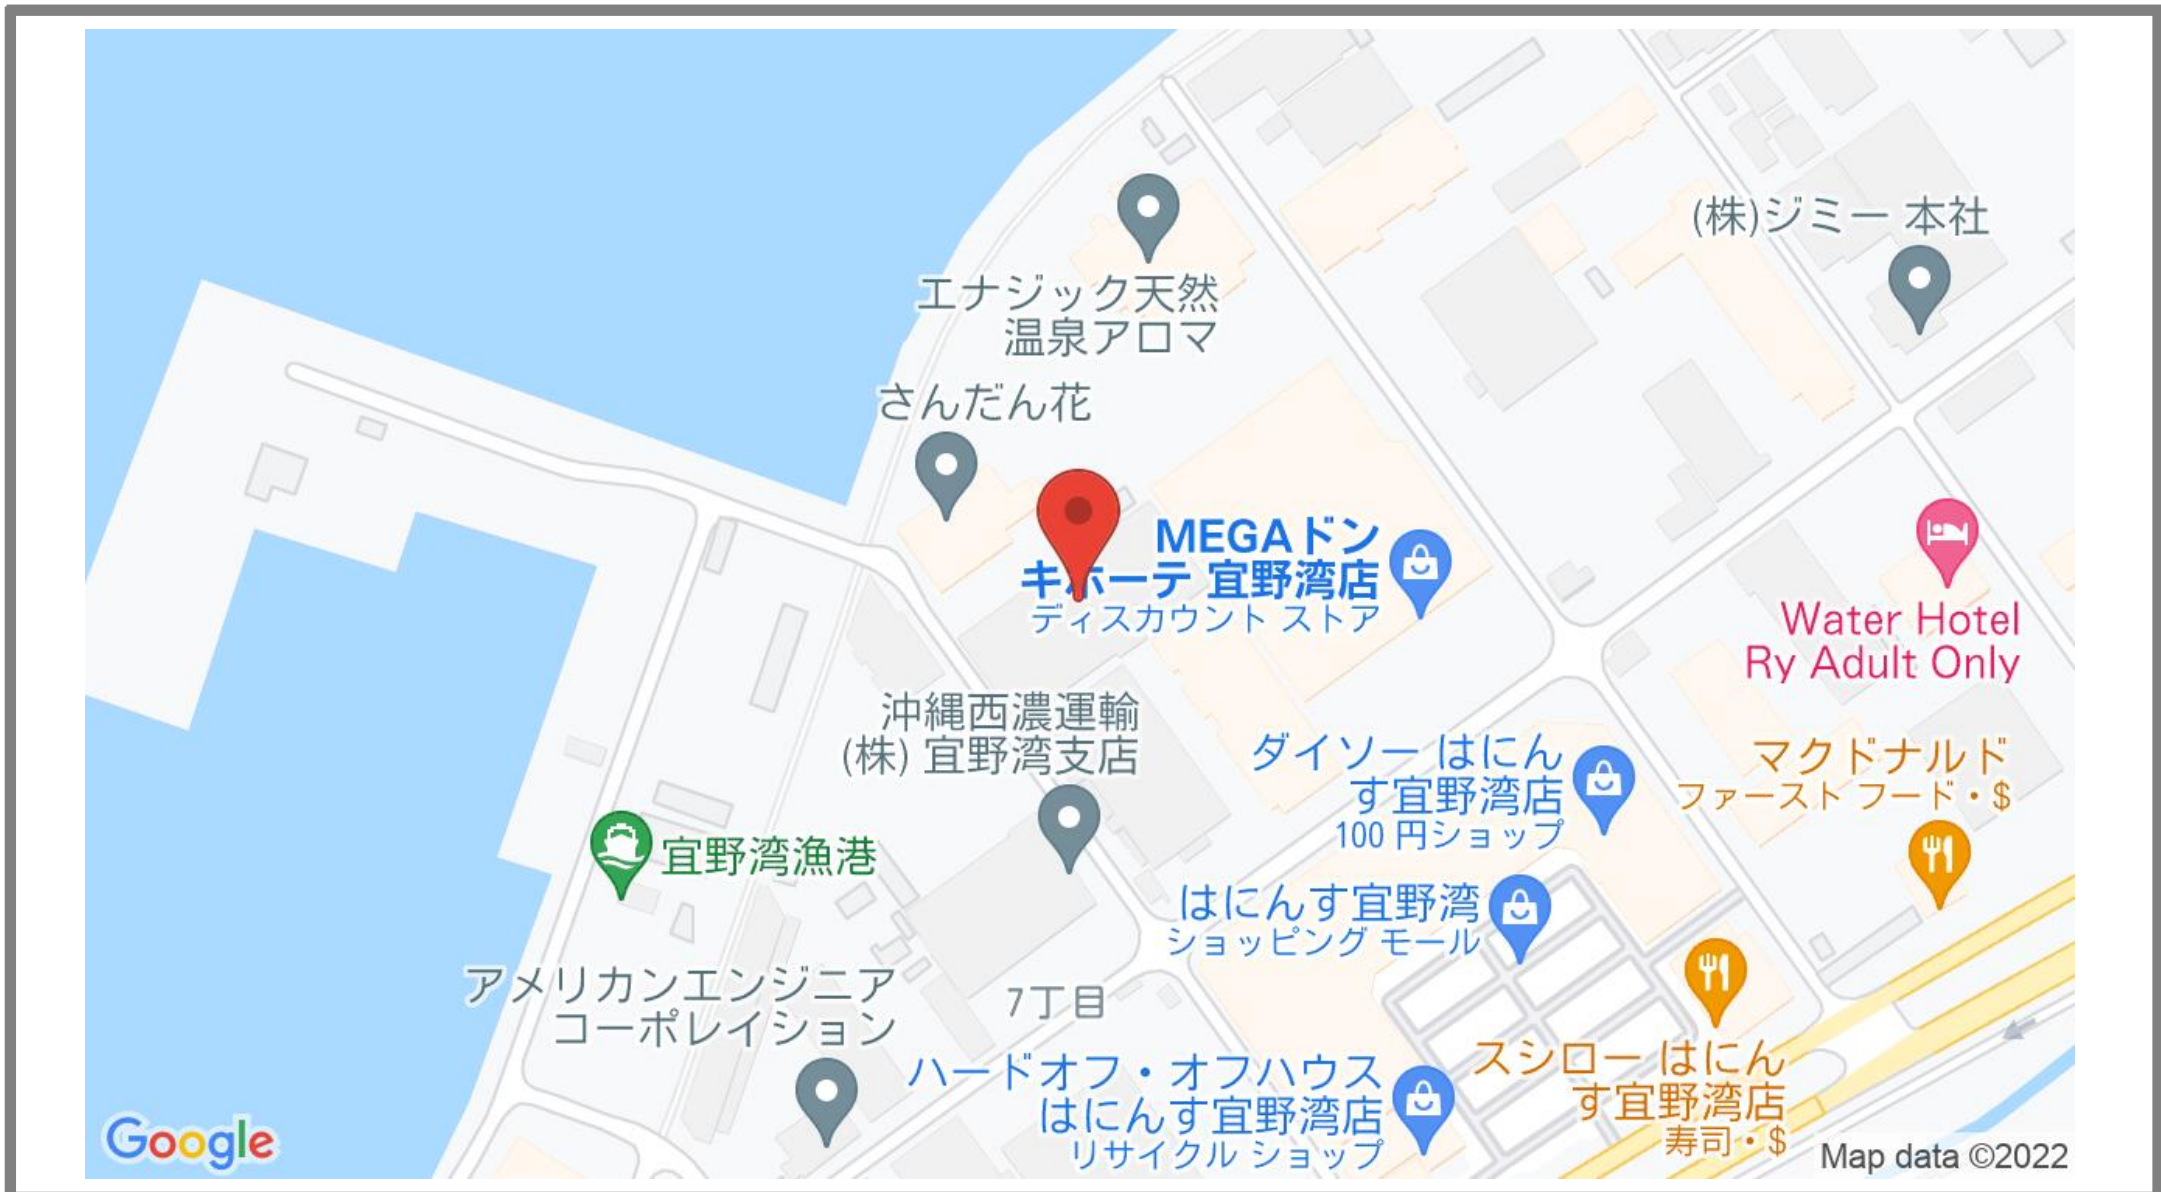 (株)ジミー 本社
エナジック天然
温泉アロマ
さんだん花
MEGAドン
キホーテ 宜野湾店
ディスカウント ストア
Water Hotel
Ry Adult Only
沖縄西濃運輸
(株) 宜野湾支店
ダイソー はにん
す宜野湾店
100 円ショップ
マクドナルド
ファースト フード・$
宜野湾漁港
はにんす宜野湾
ショッピング モール
アメリカンエンジニア
コーポレイション
7丁目
ハードオフ・オフハウス
はにんす宜野湾店
リサイクル ショップ
スシロー はにん
す宜野湾店
寿司・$
Google
Map data ©2022